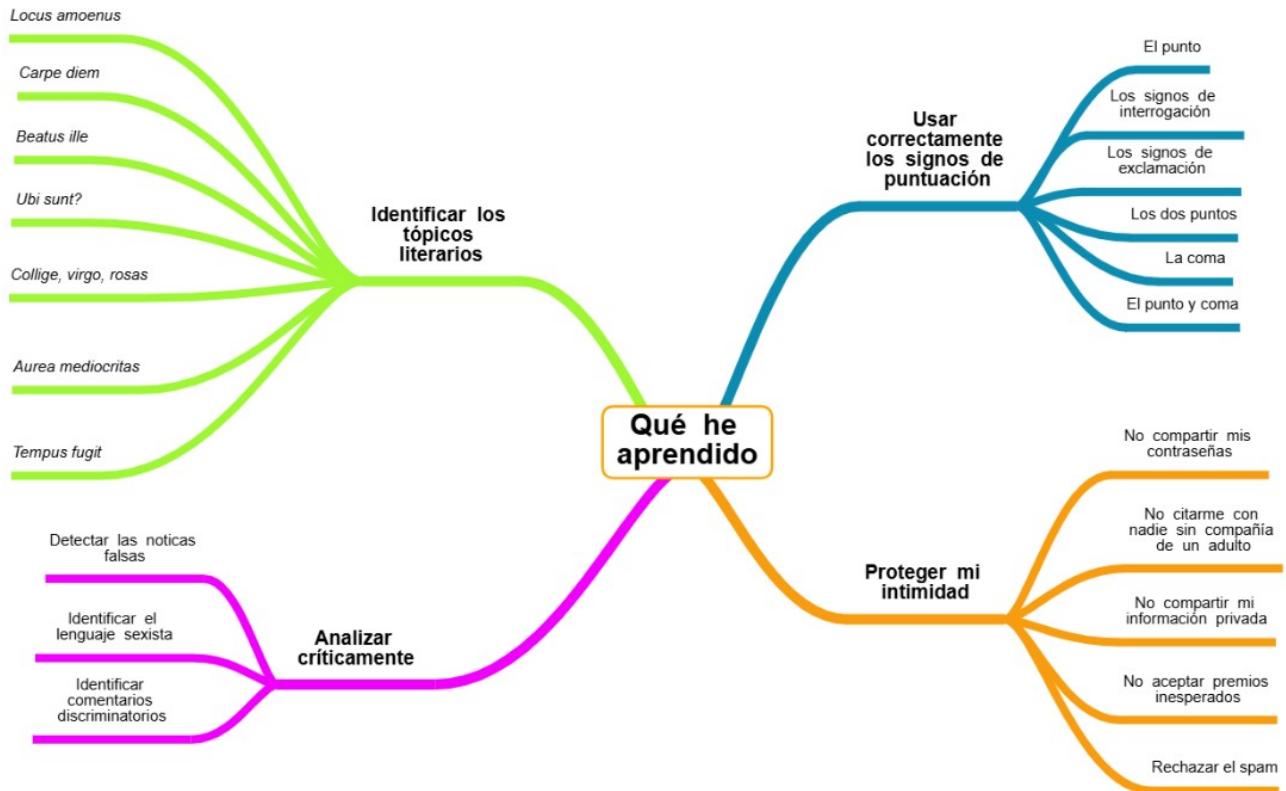 Qué he
aprendido
Identificar los
tópicos
literarios
Locus amoenus
Carpe diem
Beatus ille
Ubi sunt?
Collige, virgo, rosas
Aurea mediocritas
Tempus fugit
Usar
correctamente
los signos de
puntuación
El punto
Los signos de
interrogación
Los signos de
exclamación
Los dos puntos
La coma
El punto y coma
Analizar
críticamente
Detectar las noticas
falsas
Identificar el
lenguaje sexista
Identificar
comentarios
discriminatorios
Proteger mi
intimidad
No compartir mis
contraseñas
No citarme con
nadie sin compañía
de un adulto
No compartir mi
información privada
No aceptar premios
inesperados
Rechazar el spam